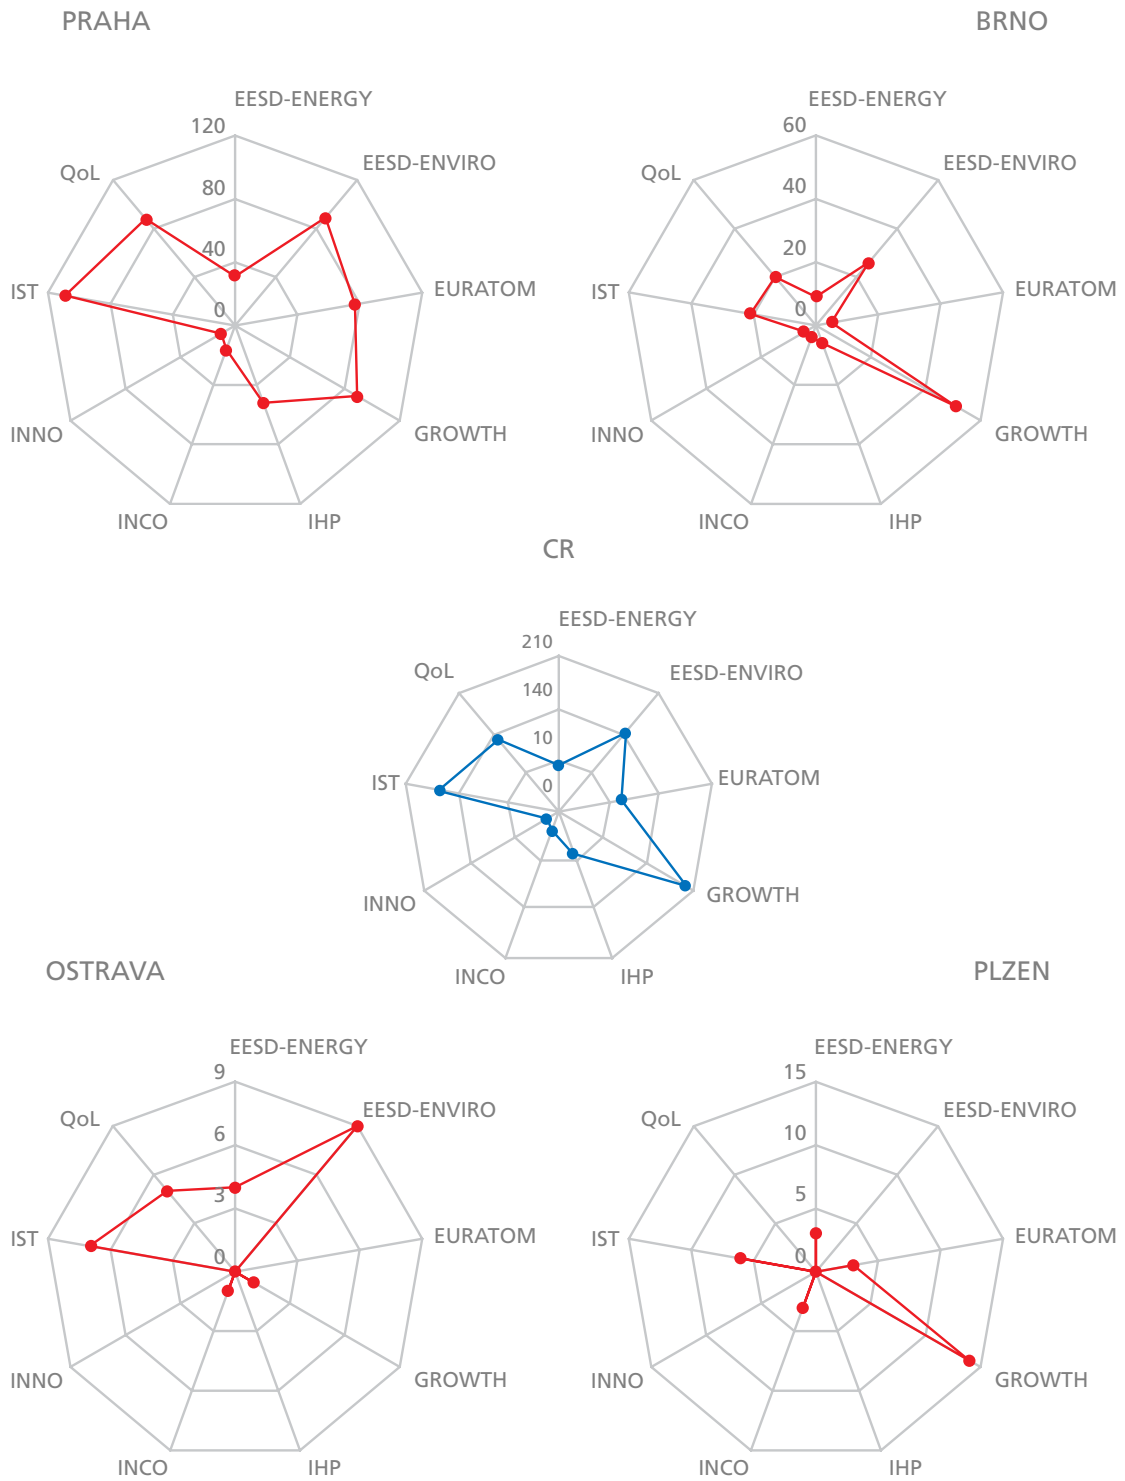 PRAHA
BRNO
EESD-ENERGY
120
EESD-ENVIRO
QoL
80
40
IST
0
EURATOM
INNO
GROWTH
INCO
IHP
EESD-ENERGY
60
EESD-ENVIRO
QoL
40
20
IST
0
EURATOM
INNO
GROWTH
INCO
IHP
CR
EESD-ENERGY
210
EESD-ENVIRO
QoL
140
10
IST
0
EURATOM
INNO
GROWTH
INCO
IHP
OSTRAVA
PLZEN
EESD-ENERGY
9
EESD-ENVIRO
QoL
6
3
IST
0
EURATOM
INNO
GROWTH
INCO
IHP
EESD-ENERGY
15
EESD-ENVIRO
QoL
10
5
IST
0
EURATOM
INNO
GROWTH
INCO
IHP